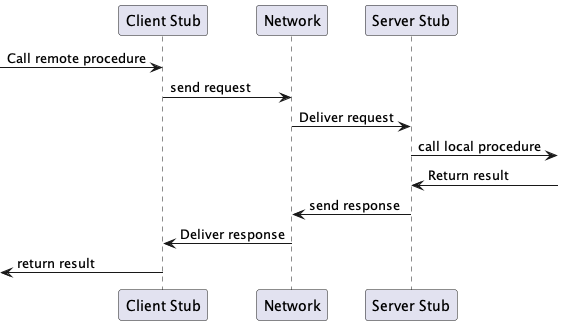 Client Stub
Network
Server Stub
Call remote procedure
send request
Deliver request
call local procedure
Return result
send response
Deliver response
return result
Client Stub
Network
Server Stub